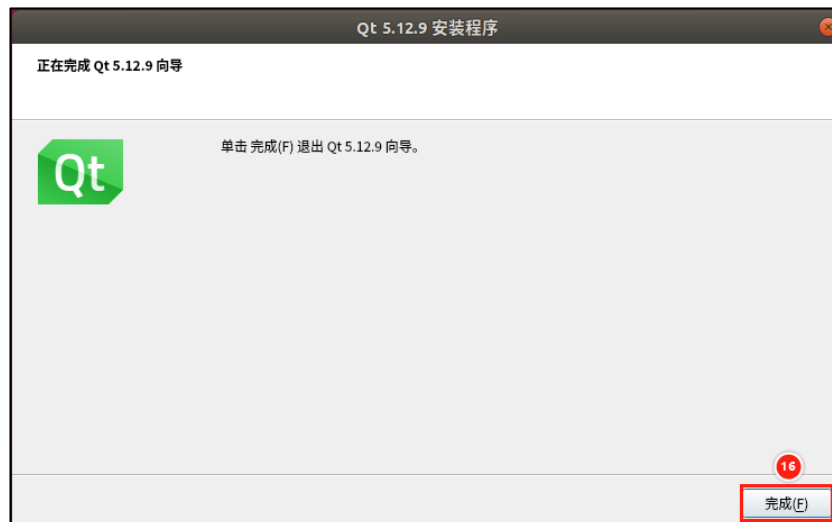 Qt 5.12.9 安装程序
正在完成 Qt 5.12.9 向导
Qt
单击 完成(F) 退出 Qt 5.12.9 向导。
16
完成(F)